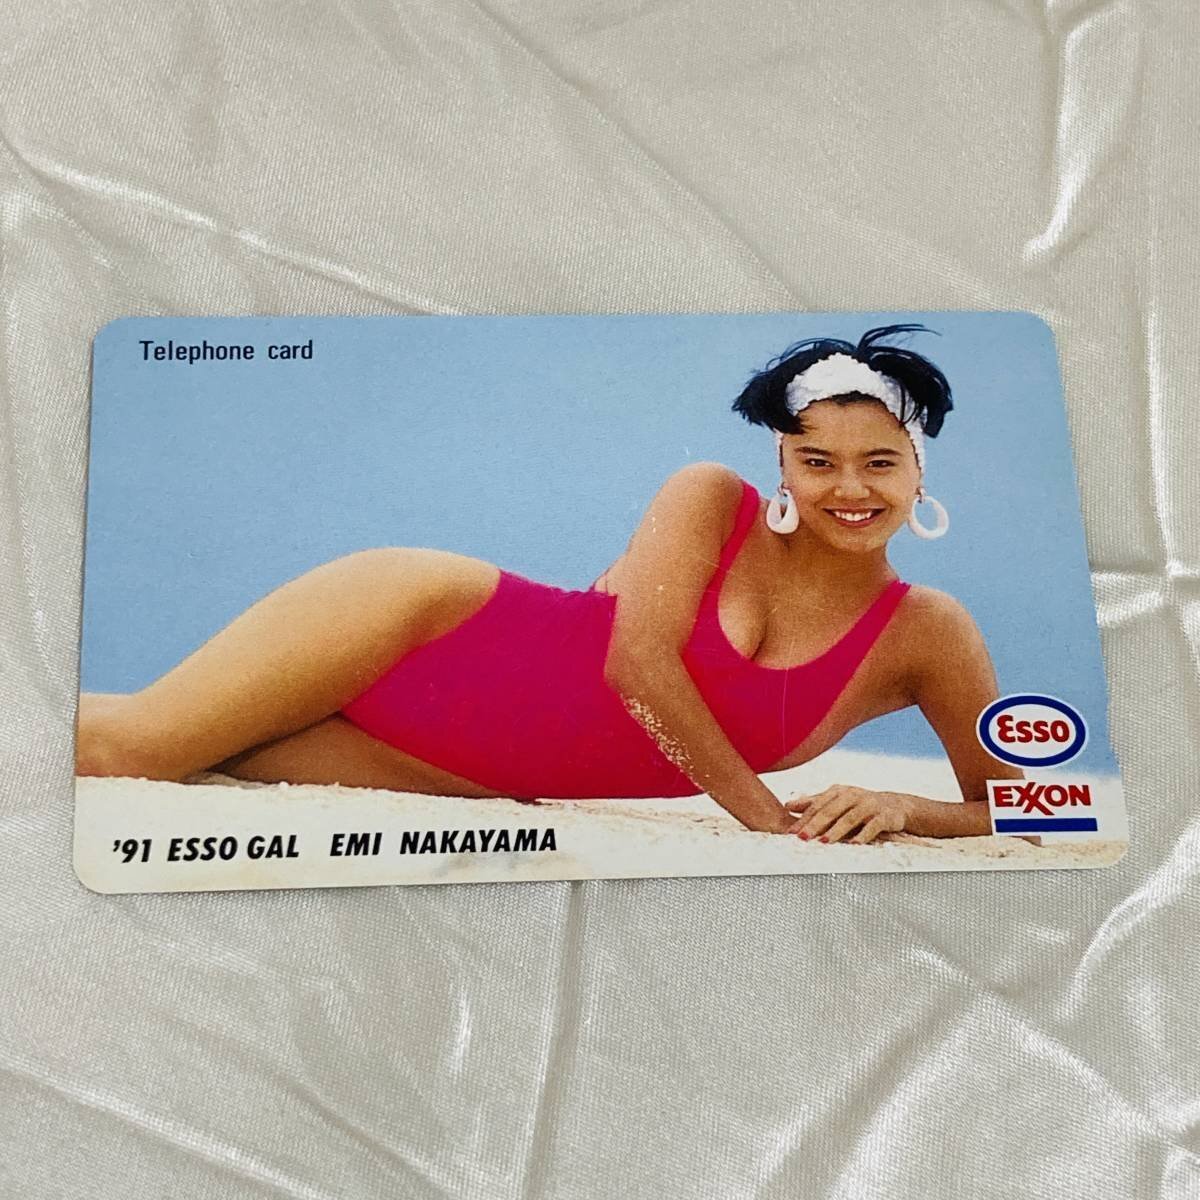 Telephone card
Esso
EXXON
'91 ESSO GAL EMI NAKAYAMA